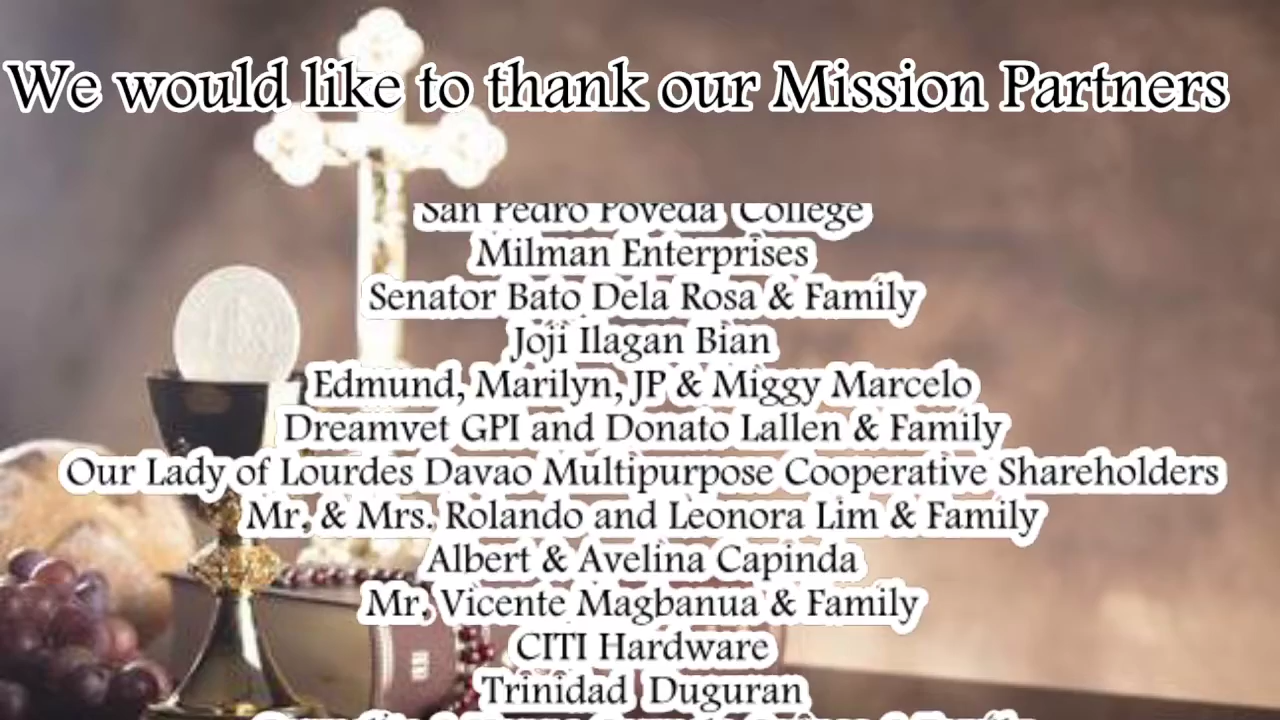 We would like to thank our Mission Partners
San Pedro Poveda College
Milman Enterprises
Senator Bato Dela Rosa & Family
Joji Ilagan Bian
Edmund, Marilyn, JP & Miggy Marcelo
Dreamvet GPI and Donato Lallen & Family
Our Lady of Lourdes Davao Multipurpose Cooperative Shareholders
Mr, & Mrs. Rolando and Leonora Lim & Family
Albert & Avelina Capinda
Mr, Vicente Magbanua & Family
CITI Hardware
Trinidad Duguran